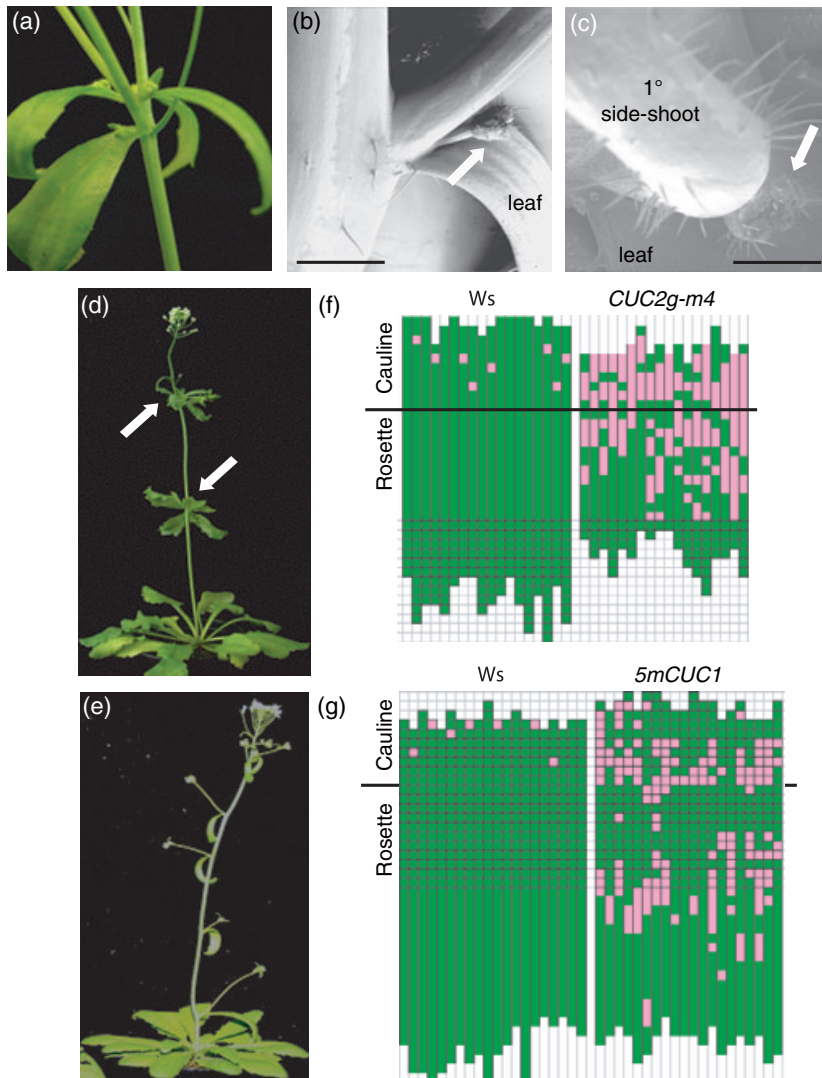 (a)
(b)
leaf
(c)
1°
side-shoot
leaf
(d)
(e)
(f)
Ws
CUC2g-m4
Cauline
Rosette
(g)
Ws
5mCUC1
Cauline
Rosette